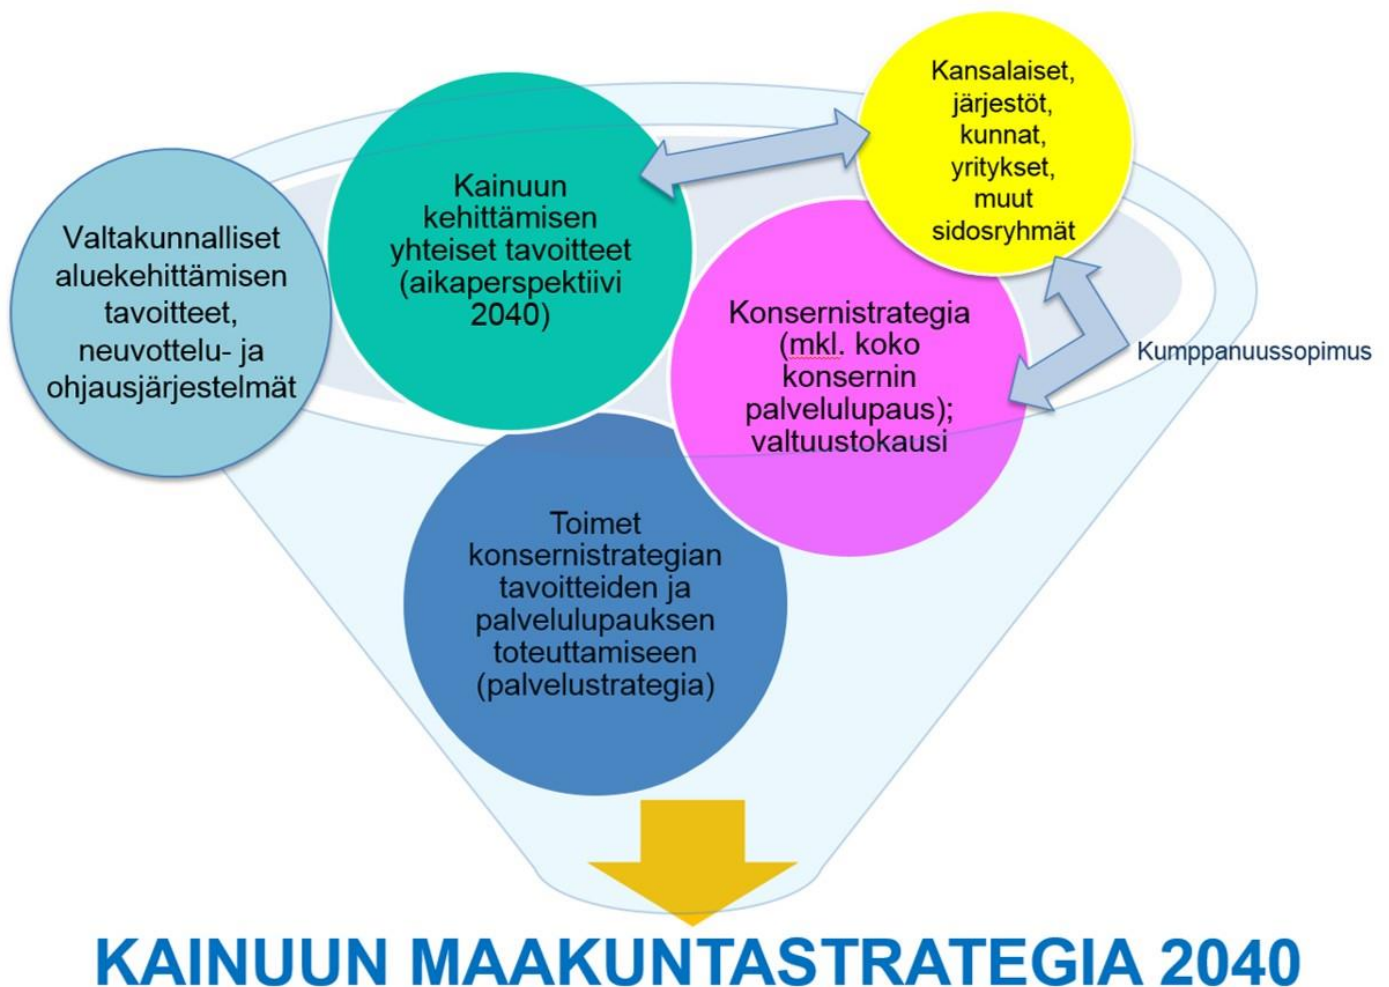 Valtakunnalliset
aluekehittämisen
tavoitteet,
neuvottelu- ja
ohjausjärjestelmät
Kainuun
kehittämisen
yhteiset tavoitteet
(aikaperspektiivi
2040)
Kansalaiset,
järjestöt,
kunnat,
yritykset,
muut
sidosryhmät
Konsernistrategia
(mkl. koko
konsernin
palvelulupaus);
valtuustokausi
Kumppanuussopimus
Toimet
konsernistrategian
tavoitteiden ja
palvelulupauksen
toteuttamiseen
(palvelustrategia)
KAINUUN MAAKUNTASTRATEGIA 2040